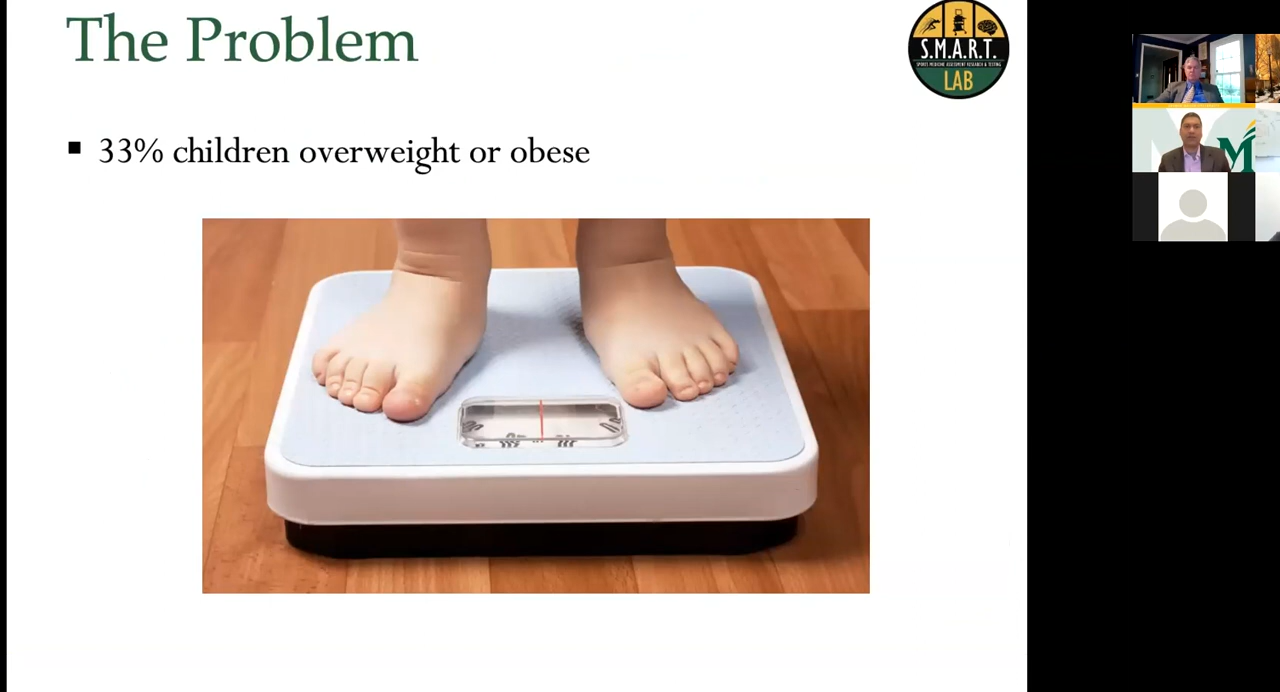 The Problem
33% children overweight or obese
S.M.A.R.T.
SPORTS MEDICINE ASSESSMENT RESEARCH & TESTING
LAB
M